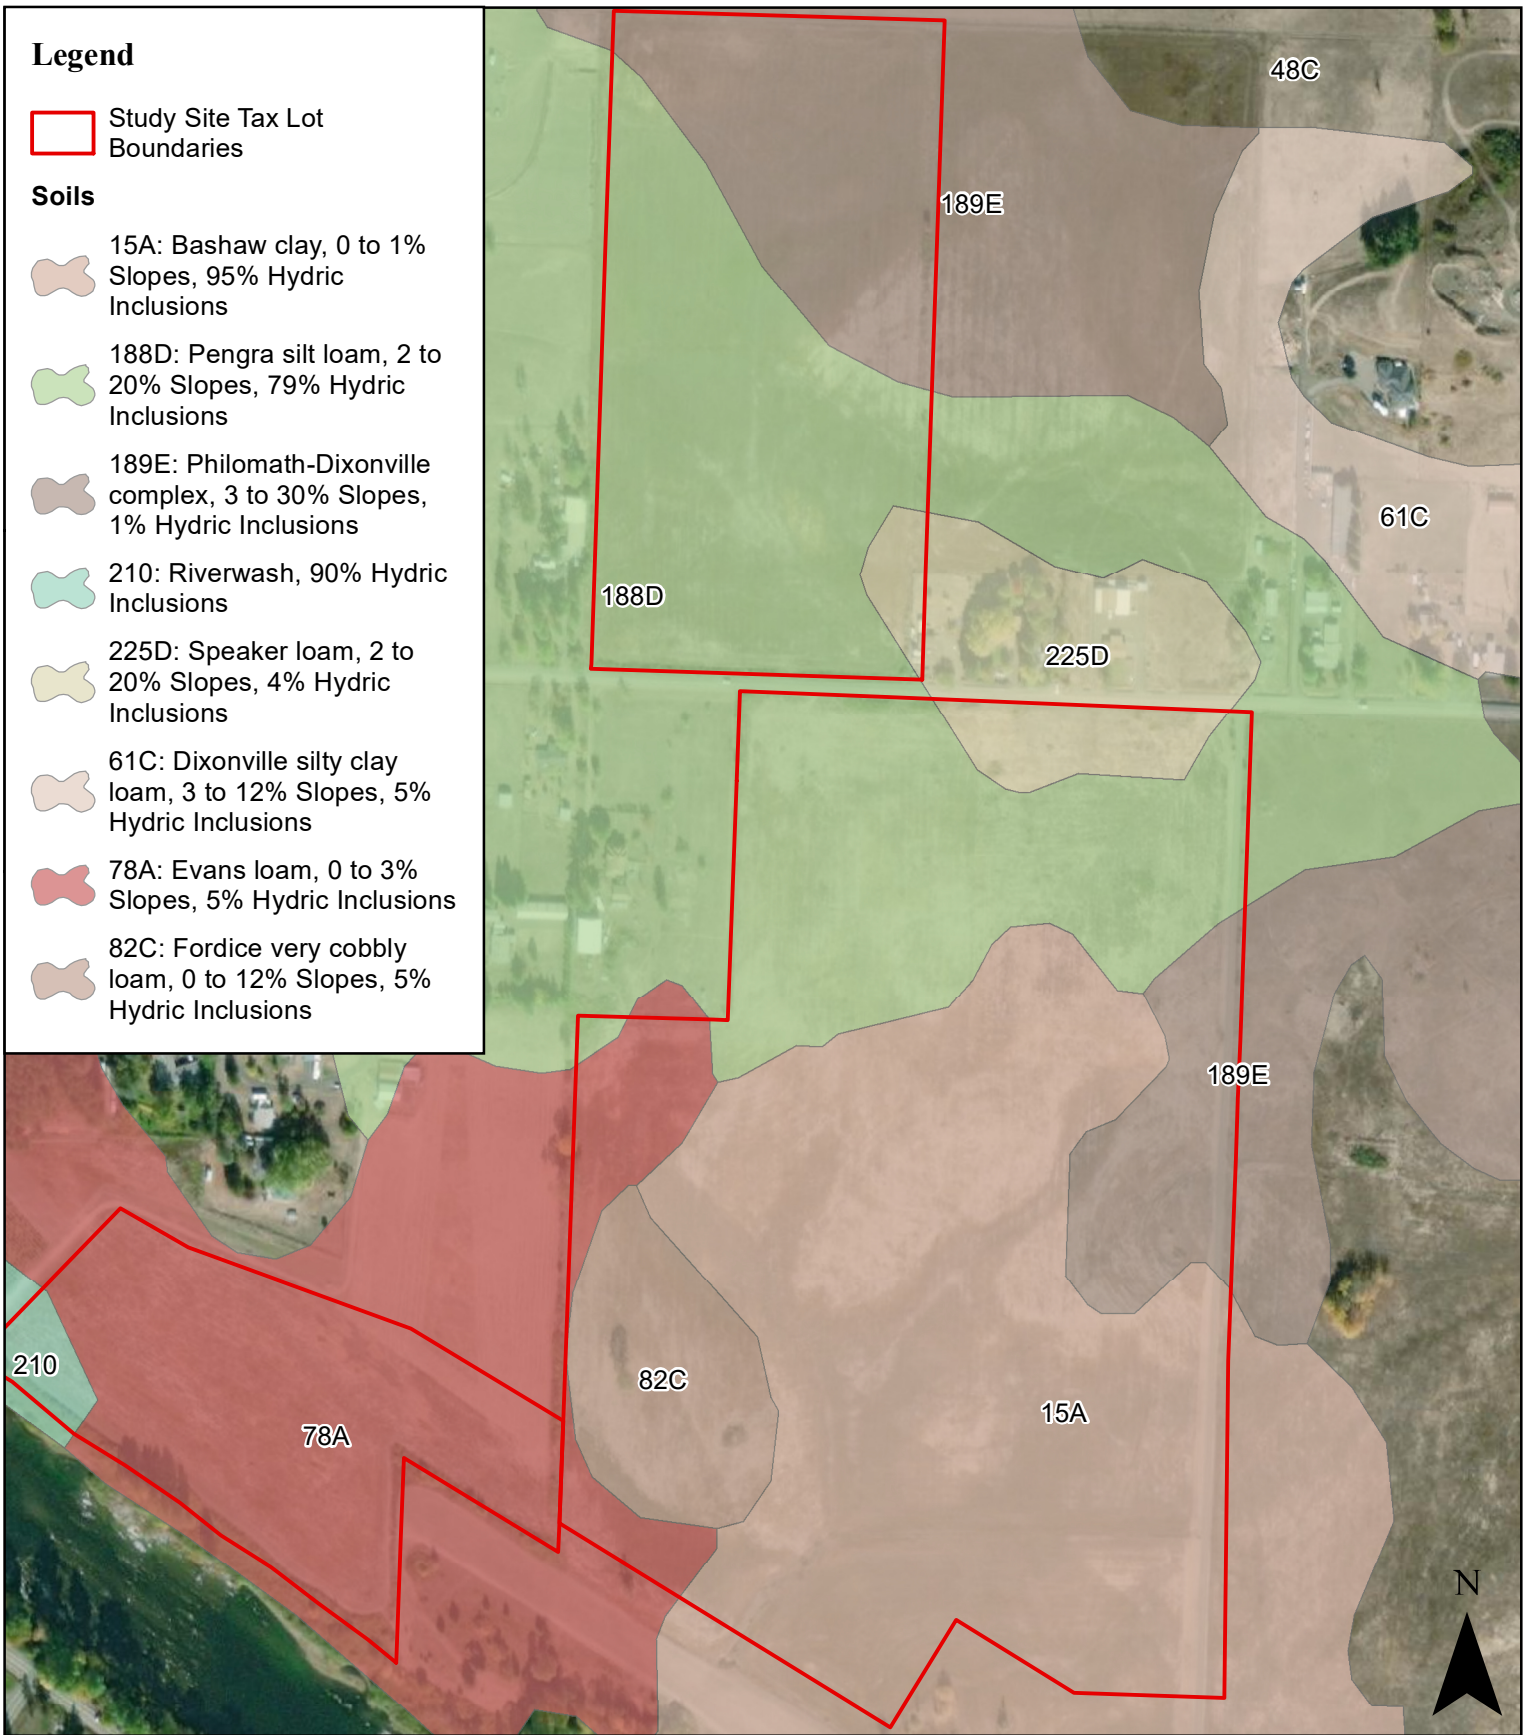 Legend
Study Site Tax Lot
Boundaries
Soils
15A: Bashaw clay, 0 to 1%
Slopes, 95% Hydric
Inclusions
188D: Pengra silt loam, 2 to
20% Slopes, 79% Hydric
Inclusions
189E: Philomath-Dixonville
complex, 3 to 30% Slopes,
1% Hydric Inclusions
210: Riverwash, 90% Hydric
Inclusions
225D: Speaker loam, 2 to
20% Slopes, 4% Hydric
Inclusions
61C: Dixonville silty clay
loam, 3 to 12% Slopes, 5%
Hydric Inclusions
78A: Evans loam, 0 to 3%
Slopes, 5% Hydric Inclusions
82C: Fordice very cobbly
loam, 0 to 12% Slopes, 5%
Hydric Inclusions
48C
189E
61C
188D
225D
189E
210
82C
15A
78A
N